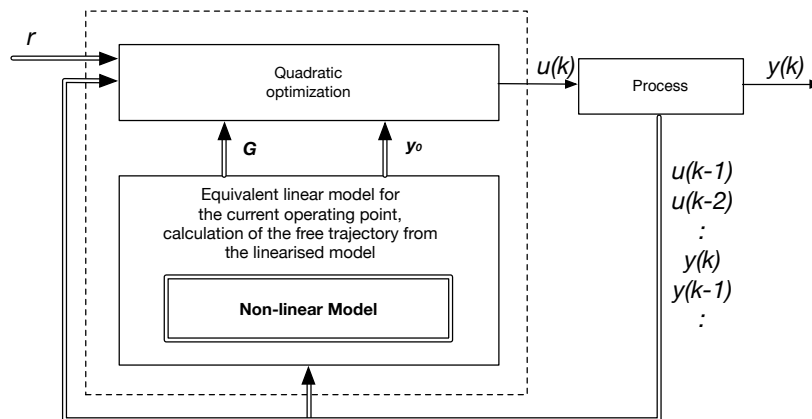 r
Quadratic
optimization
u(k)
Process
y(k)
G
y₀
Equivalent linear model for
the current operating point,
calculation of the free trajectory from
the linearised model
Non-linear Model
u(k-1)
u(k-2)
:
y(k)
y(k-1)
: